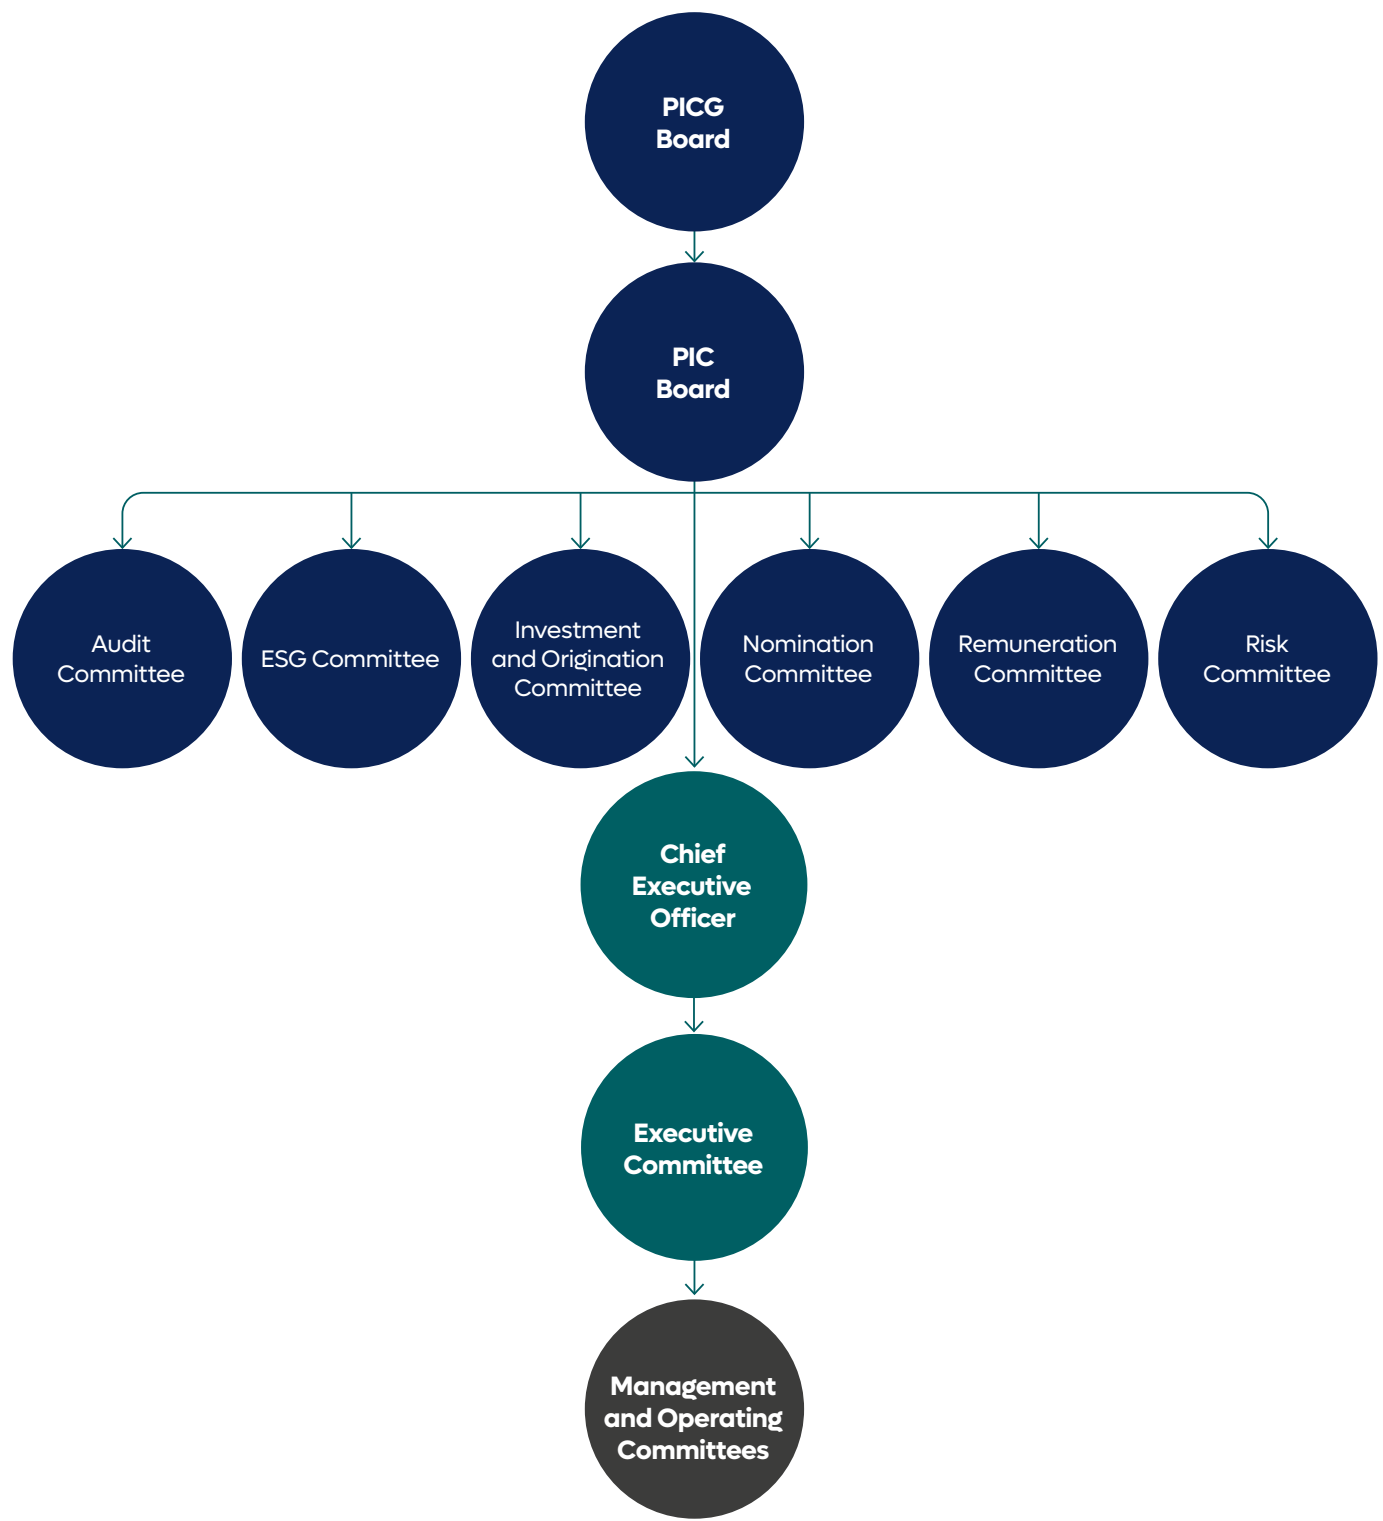 PICG
Board
PIC
Board
Audit
Committee
ESG Committee
Investment
and Origination
Committee
Nomination
Committee
Remuneration
Committee
Risk
Committee
Chief
Executive
Officer
Executive
Committee
Management
and Operating
Committees